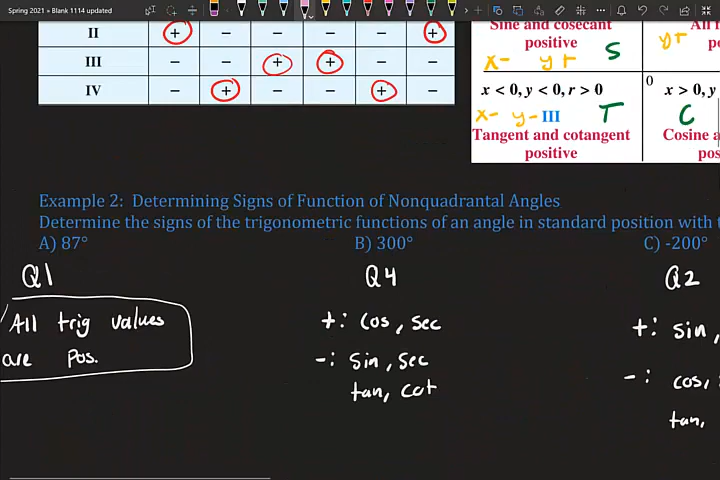 Spring 2021 » Blank 1114 updated
II + − − − − +
III − − + + − −
IV − + − − + −
Sine and cosecant
positive S
x- y r
y r
x < 0, y < 0, r > 0
x- y- III T
Tangent and cotangent
positive
0 x > 0, y
C
Cosine a
pos
Example 2: Determining Signs of Function of Nonquadrantal Angles
Determine the signs of the trigonometric functions of an angle in standard position with
A) 87° B) 300° C) -200°
Q1 Q4 Q2
All trig values
are pos.
+: cos, sec
-: sin, sec
tan, cot
+: sin,
-: cos,
tan,